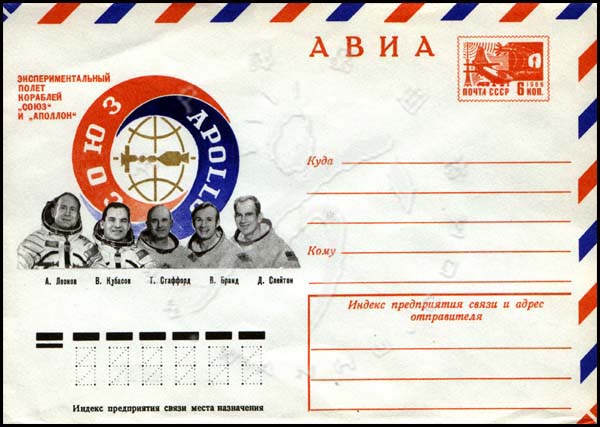 АВИА
ЭКСПЕРИМЕНТАЛЬНЫЙ
ПОЛЕТ
КОРАБЛЕЙ
„СОЮЗ“
И „АПОЛЛОН“
СОЮЗ
APOLLO
1966
ПОЧТА СССР 6 КОП.
Куда
Кому
А. Леонов В. Кубасов Т. Стаффорд В. Бранд Д. Слейтон
Индекс предприятия связи и адрес
отправителя
Индекс предприятия связи места назначения